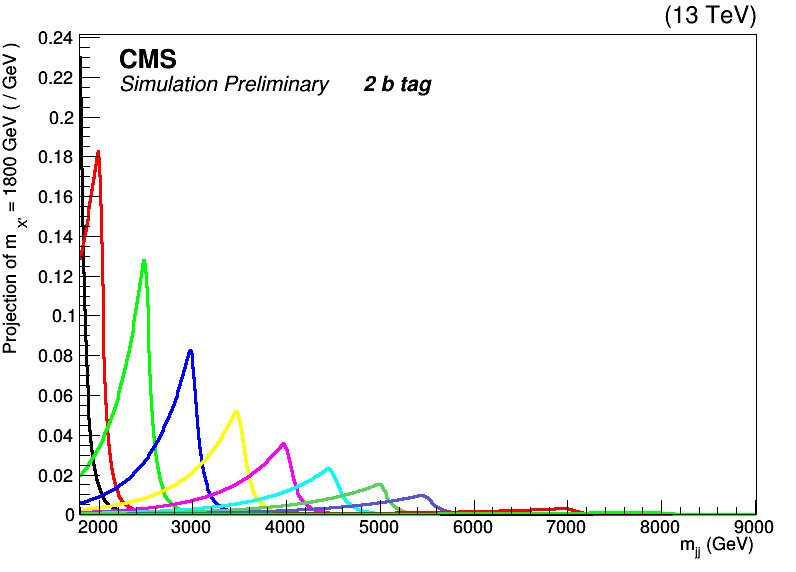 (13 TeV)
CMS
Simulation Preliminary 2 b tag
Projection of m X' = 1800 GeV ( / GeV )
0.24
0.22
0.2
0.18
0.16
0.14
0.12
0.1
0.08
0.06
0.04
0.02
0
2000 3000 4000 5000 6000 7000 8000 9000
m jj (GeV)